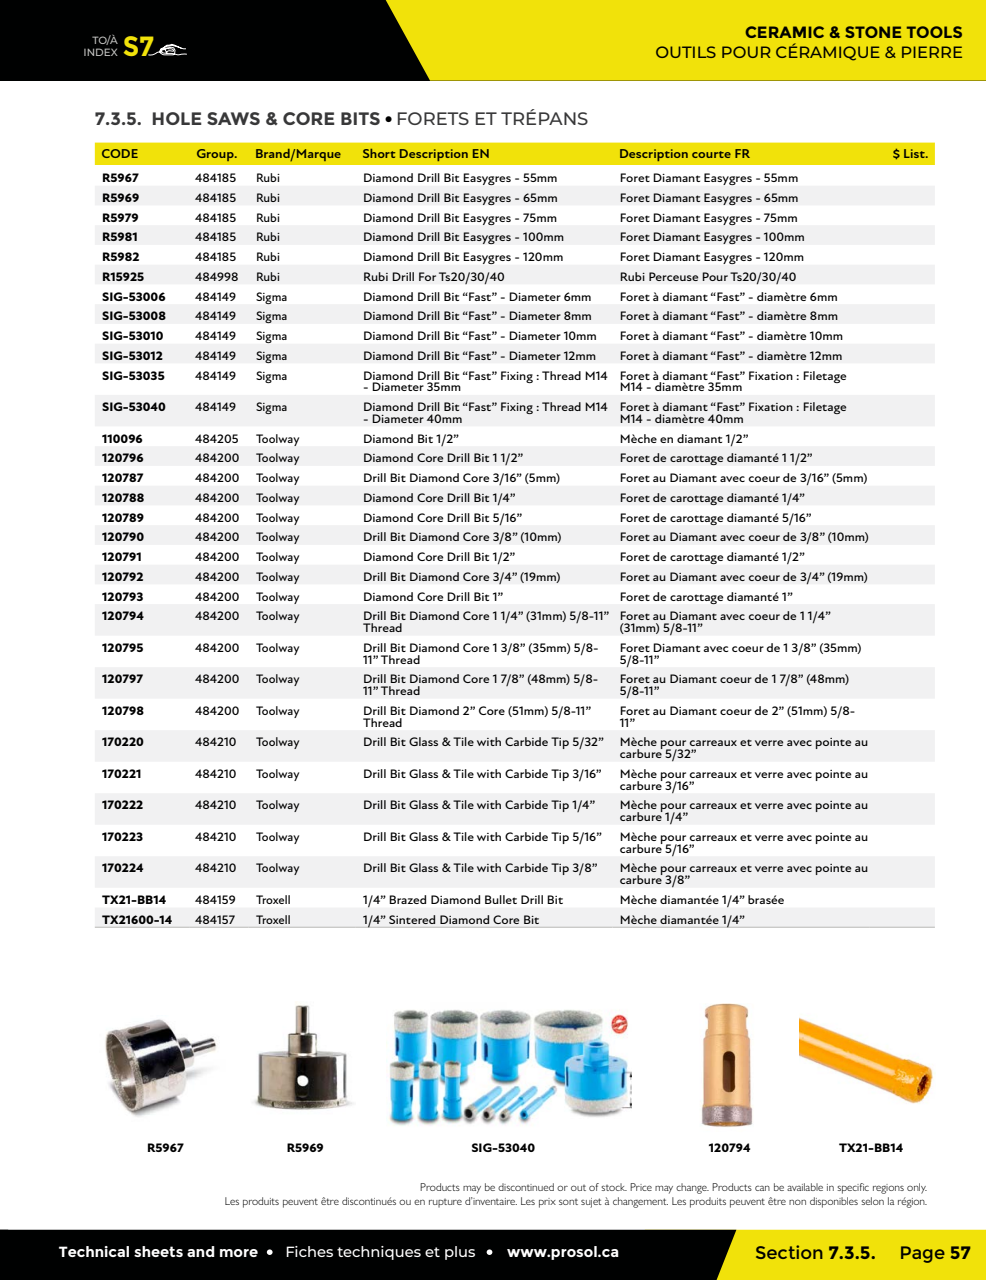 TO/À
INDEX S7
CERAMIC & STONE TOOLS
OUTILS POUR CÉRAMIQUE & PIERRE
7.3.5. HOLE SAWS & CORE BITS • FORETS ET TRÉPANS
CODE Group. Brand/Marque Short Description EN Description courte FR $ List.
R5967 484185 Rubi Diamond Drill Bit Easygres - 55mm Foret Diamant Easygres - 55mm
R5969 484185 Rubi Diamond Drill Bit Easygres - 65mm Foret Diamant Easygres - 65mm
R5979 484185 Rubi Diamond Drill Bit Easygres - 75mm Foret Diamant Easygres - 75mm
R5981 484185 Rubi Diamond Drill Bit Easygres - 100mm Foret Diamant Easygres - 100mm
R5982 484185 Rubi Diamond Drill Bit Easygres - 120mm Foret Diamant Easygres - 120mm
R15925 484998 Rubi Rubi Drill For Ts20/30/40 Rubi Perceuse Pour Ts20/30/40
SIG-53006 484149 Sigma Diamond Drill Bit “Fast” - Diameter 6mm Foret à diamant “Fast” - diamètre 6mm
SIG-53008 484149 Sigma Diamond Drill Bit “Fast” - Diameter 8mm Foret à diamant “Fast” - diamètre 8mm
SIG-53010 484149 Sigma Diamond Drill Bit “Fast” - Diameter 10mm Foret à diamant “Fast” - diamètre 10mm
SIG-53012 484149 Sigma Diamond Drill Bit “Fast” - Diameter 12mm Foret à diamant “Fast” - diamètre 12mm
SIG-53035 484149 Sigma Diamond Drill Bit “Fast” Fixing : Thread M14 Foret à diamant “Fast” Fixation : Filetage
- Diameter 35mm M14 - diamètre 35mm
SIG-53040 484149 Sigma Diamond Drill Bit “Fast” Fixing : Thread M14 Foret à diamant “Fast” Fixation : Filetage
- Diameter 40mm M14 - diamètre 40mm
110096 484205 Toolway Diamond Bit 1/2” Mèche en diamant 1/2”
120796 484200 Toolway Diamond Core Drill Bit 1 1/2” Foret de carottage diamanté 1 1/2”
120787 484200 Toolway Drill Bit Diamond Core 3/16” (5mm) Foret au Diamant avec coeur de 3/16” (5mm)
120788 484200 Toolway Diamond Core Drill Bit 1/4” Foret de carottage diamanté 1/4”
120789 484200 Toolway Diamond Core Drill Bit 5/16” Foret de carottage diamanté 5/16”
120790 484200 Toolway Drill Bit Diamond Core 3/8” (10mm) Foret au Diamant avec coeur de 3/8” (10mm)
120791 484200 Toolway Diamond Core Drill Bit 1/2” Foret de carottage diamanté 1/2”
120792 484200 Toolway Drill Bit Diamond Core 3/4” (19mm) Foret au Diamant avec coeur de 3/4” (19mm)
120793 484200 Toolway Diamond Core Drill Bit 1” Foret de carottage diamanté 1”
120794 484200 Toolway Drill Bit Diamond Core 1 1/4” (31mm) 5/8-11” Foret au Diamant avec coeur de 1 1/4”
Thread (31mm) 5/8-11”
120795 484200 Toolway Drill Bit Diamond Core 1 3/8” (35mm) 5/8- Foret Diamant avec coeur de 1 3/8” (35mm)
11” Thread 5/8-11”
120797 484200 Toolway Drill Bit Diamond Core 1 7/8” (48mm) 5/8- Foret au Diamant coeur de 1 7/8” (48mm)
11” Thread 5/8-11”
120798 484200 Toolway Drill Bit Diamond 2” Core (51mm) 5/8-11” Foret au Diamant coeur de 2” (51mm) 5/8-
Thread 11”
170220 484210 Toolway Drill Bit Glass & Tile with Carbide Tip 5/32” Mèche pour carreaux et verre avec pointe au
carbure 5/32”
170221 484210 Toolway Drill Bit Glass & Tile with Carbide Tip 3/16” Mèche pour carreaux et verre avec pointe au
carbure 3/16”
170222 484210 Toolway Drill Bit Glass & Tile with Carbide Tip 1/4” Mèche pour carreaux et verre avec pointe au
carbure 1/4”
170223 484210 Toolway Drill Bit Glass & Tile with Carbide Tip 5/16” Mèche pour carreaux et verre avec pointe au
carbure 5/16”
170224 484210 Toolway Drill Bit Glass & Tile with Carbide Tip 3/8” Mèche pour carreaux et verre avec pointe au
carbure 3/8”
TX21-BB14 484159 Troxell 1/4” Brazed Diamond Bullet Drill Bit Mèche diamantée 1/4” brasée
TX21600-14 484157 Troxell 1/4” Sintered Diamond Core Bit Mèche diamantée 1/4”
R5967 R5969 SIG-53040 120794 TX21-BB14
Products may be discontinued or out of stock. Price may change. Products can be available in specific regions only.
Les produits peuvent être discontinués ou en rupture d’inventaire. Les prix sont sujet à changement. Les produits peuvent être non disponibles selon la région.
Technical sheets and more • Fiches techniques et plus • www.prosol.ca
Section 7.3.5. Page 57